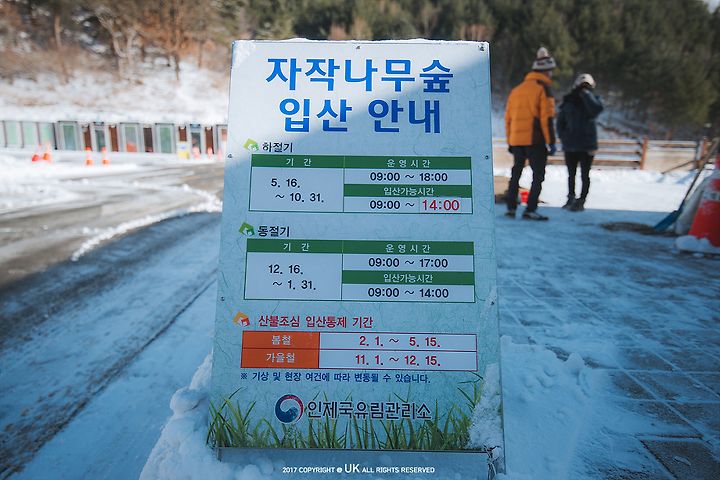 자작나무숲
입산 안내
하절기
기 간 운 영 시 간
5. 16. ~ 10. 31. 09:00 ~ 18:00
입산가능시간
09:00 ~ 14:00
동절기
기 간 운 영 시 간
12. 16. ~ 1. 31. 09:00 ~ 17:00
입산가능시간
09:00 ~ 14:00
산불조심 입산통제 기간
봄철 2. 1. ~ 5. 15.
가을철 11. 1. ~ 12. 15.
※ 기상 및 현장 여건에 따라 변동될 수 있습니다.
인제국유림관리소
2017 COPYRIGHT @ UK ALL RIGHTS RESERVED